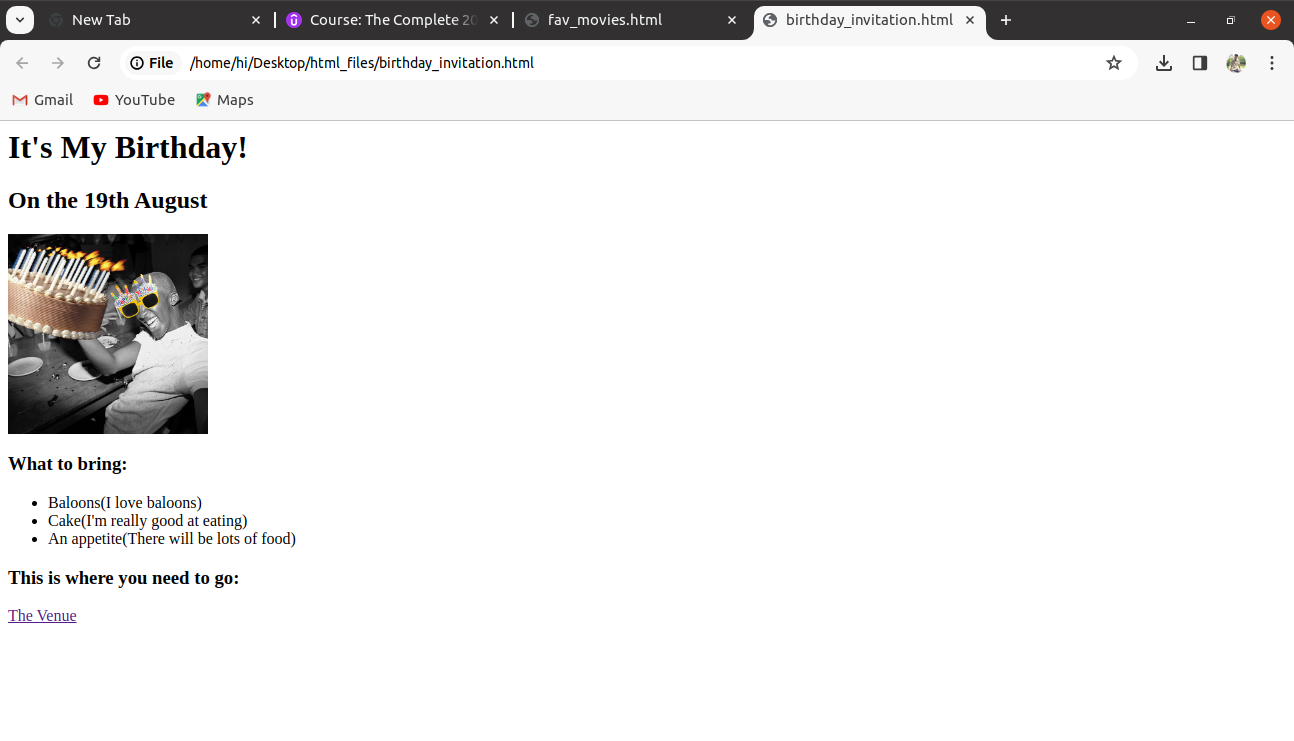 New Tab
Course: The Complete 20
fav_movies.html
birthday_invitation.html
File /home/hi/Desktop/html_files/birthday_invitation.html
Gmail YouTube Maps
It's My Birthday!
On the 19th August
What to bring:
Baloons(I love baloons)
Cake(I'm really good at eating)
An appetite(There will be lots of food)
This is where you need to go:
The Venue